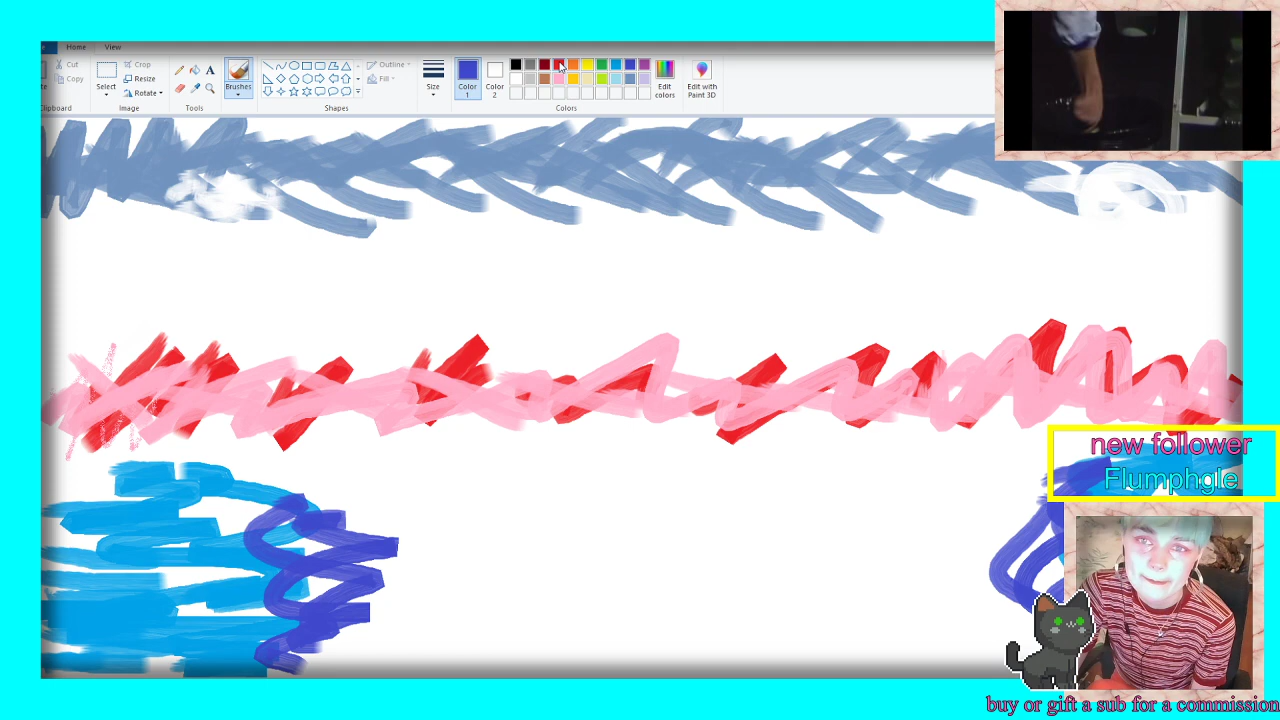 Home View
Cut
Copy
Clipboard
Select
Crop
Resize
Rotate
Image
A
Tools
Brushes
Outline
Fill
Shapes
Size
Color 1
Color 2
Edit colors
Colors
Edit with Paint 3D
new follower
Flumphgle
buy or gift a sub for a commission